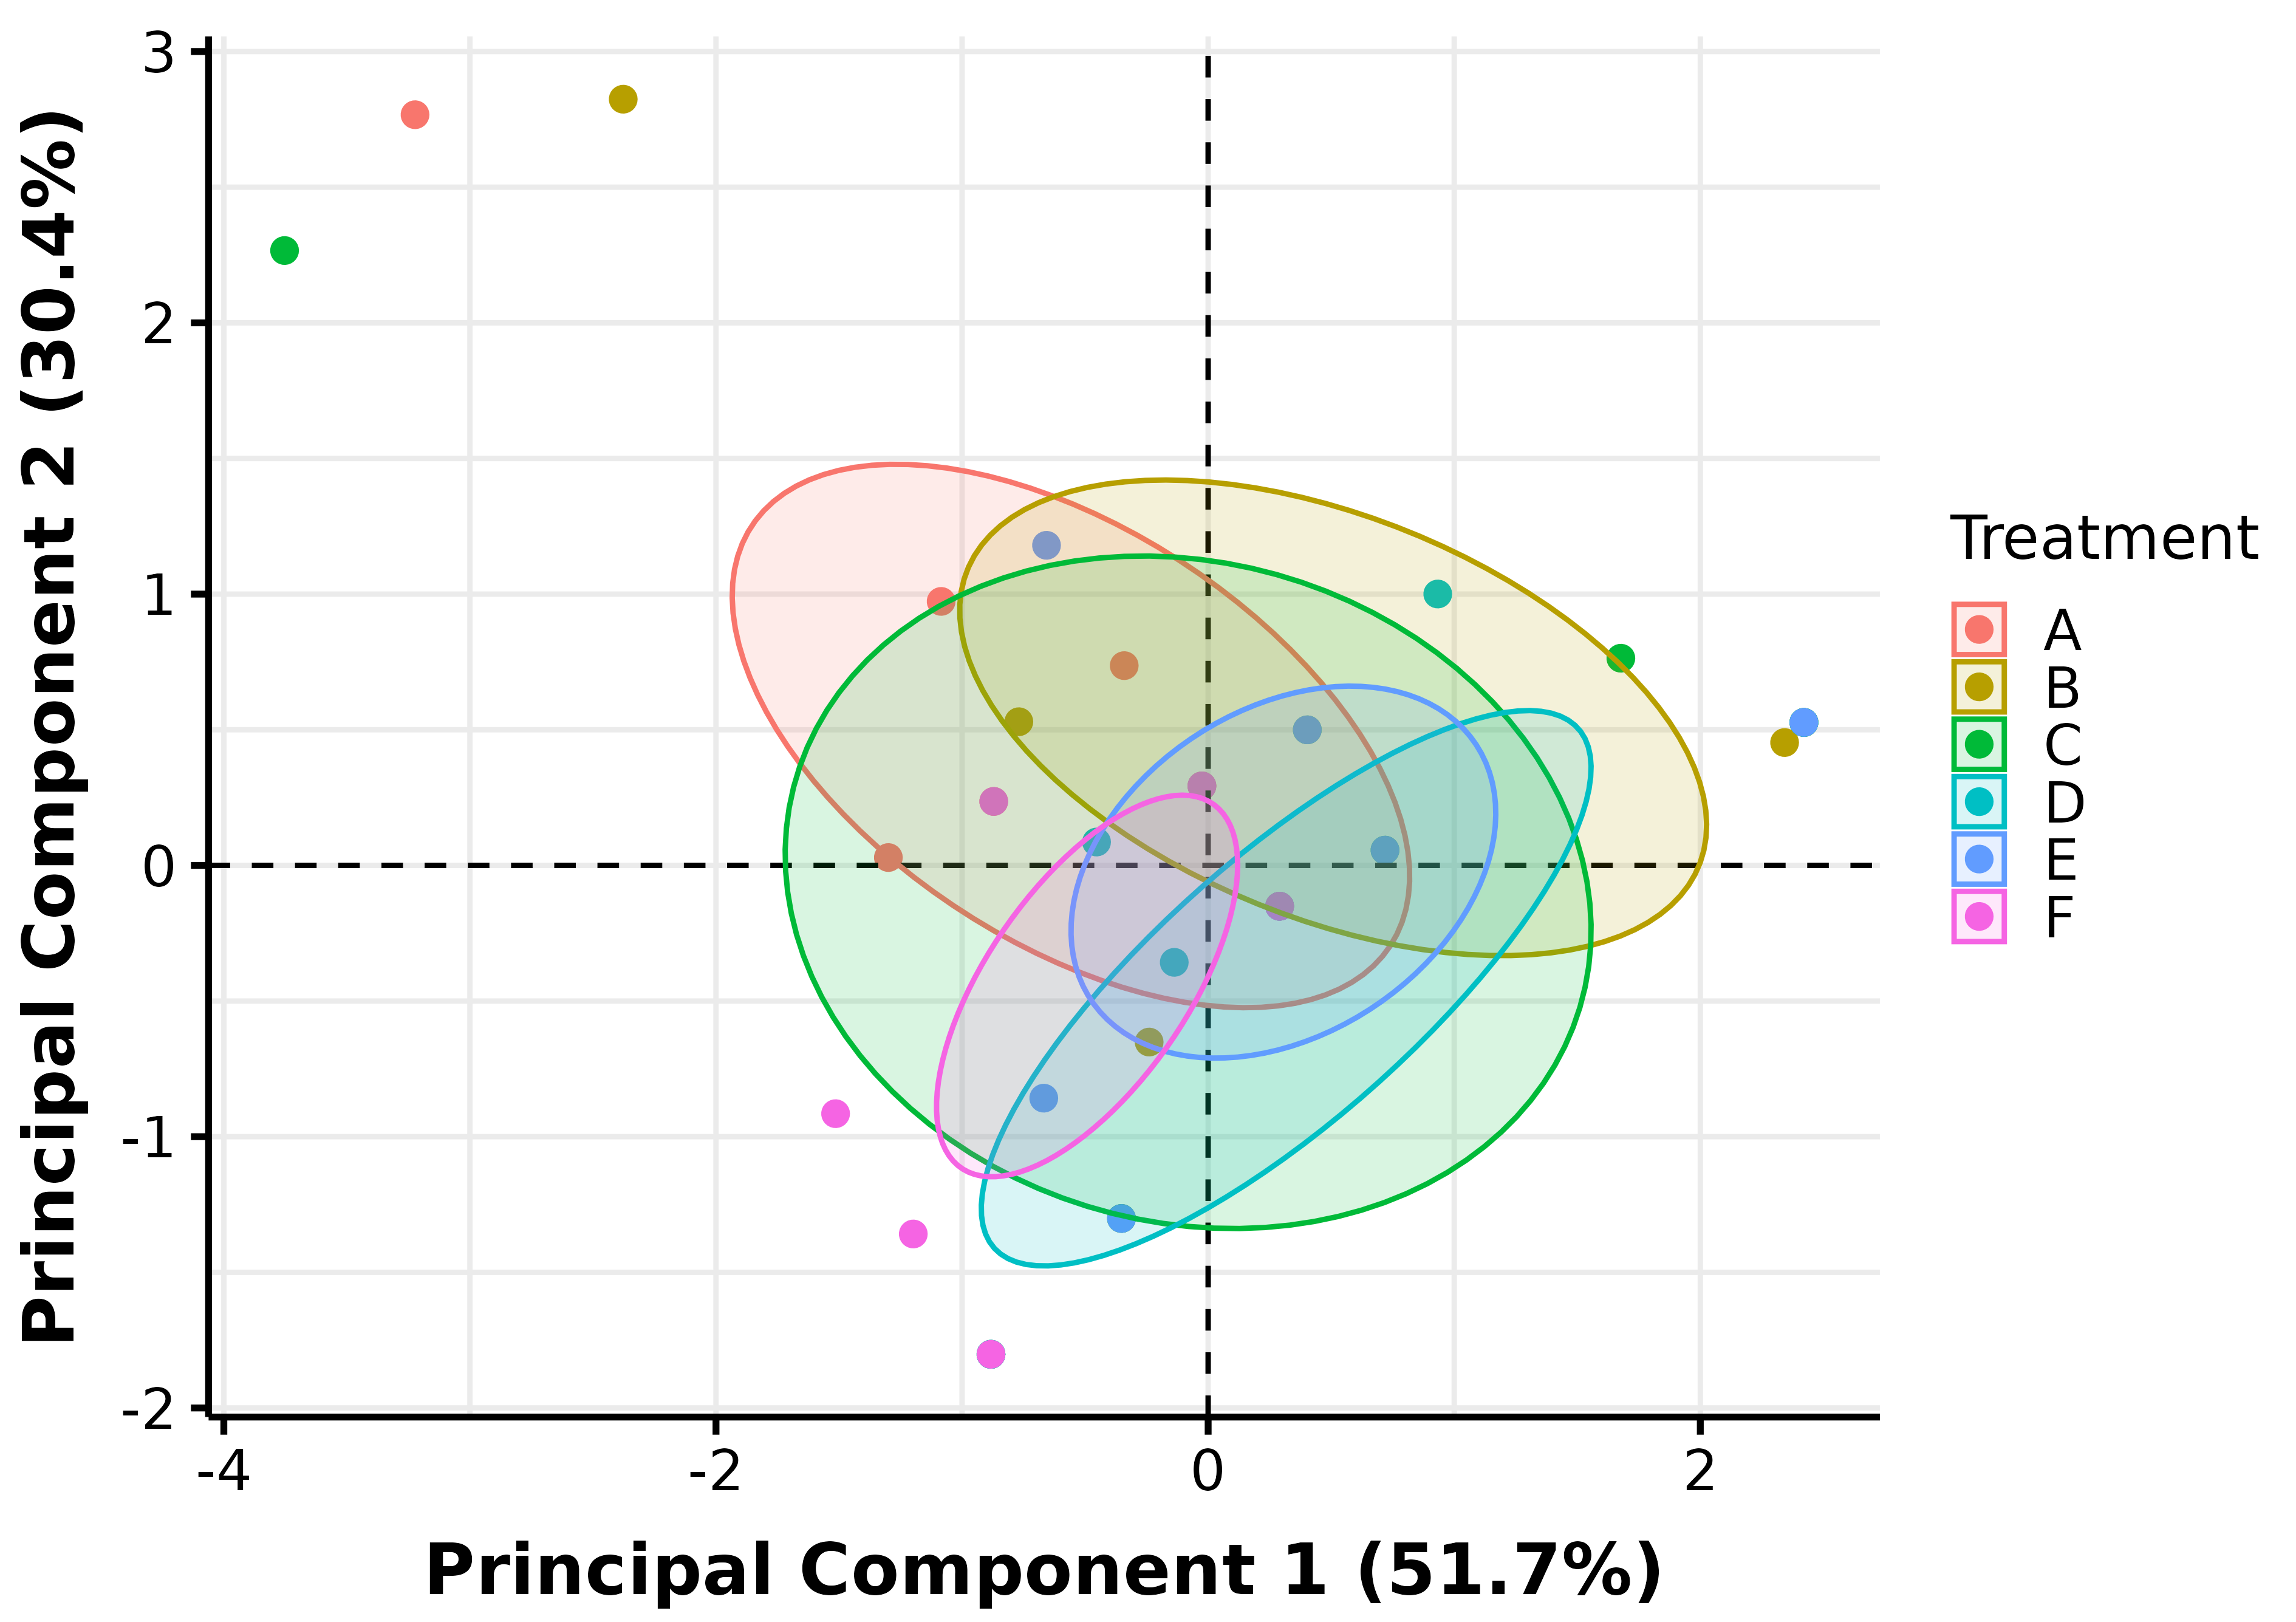 Principal Component 2 (30.4%)
3
2
1
0
-1
-2
-4
-2
0
2
Principal Component 1 (51.7%)
Treatment
A
B
C
D
E
F